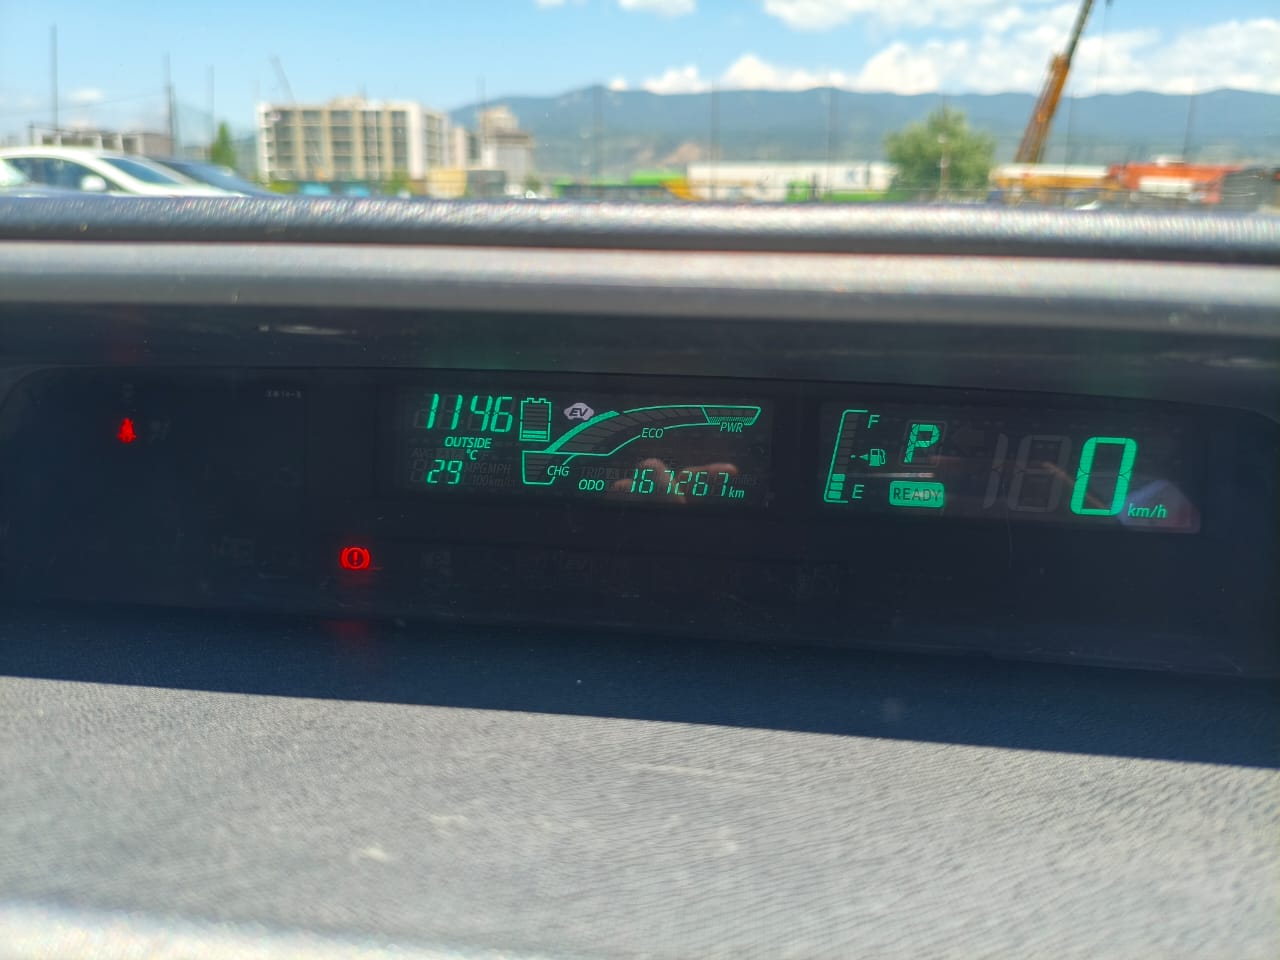 1146
EV
OUTSIDE
°C
29
CHG
ECO
PWR
ODO 167267 km
F
E
P
READY
0 km/h